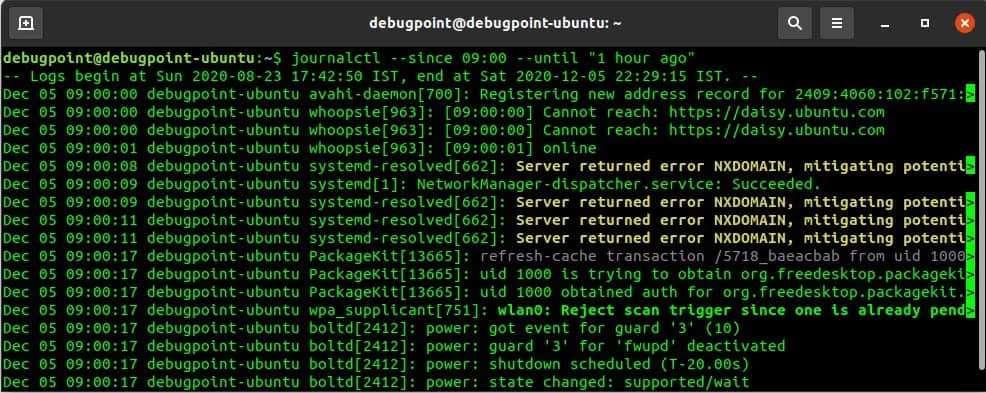 debugpoint@debugpoint-ubuntu: ~
debugpoint@debugpoint-ubuntu:~$ journalctl --since 09:00 --until "1 hour ago"
-- Logs begin at Sun 2020-08-23 17:42:50 IST, end at Sat 2020-12-05 22:29:15 IST. --
Dec 05 09:00:00 debugpoint-ubuntu avahi-daemon[700]: Registering new address record for 2409:4060:102:f571:>
Dec 05 09:00:00 debugpoint-ubuntu whoopsie[963]: [09:00:00] Cannot reach: https://daisy.ubuntu.com
Dec 05 09:00:00 debugpoint-ubuntu whoopsie[963]: [09:00:00] Cannot reach: https://daisy.ubuntu.com
Dec 05 09:00:01 debugpoint-ubuntu whoopsie[963]: [09:00:01] online
Dec 05 09:00:08 debugpoint-ubuntu systemd-resolved[662]: Server returned error NXDOMAIN, mitigating potenti>
Dec 05 09:00:09 debugpoint-ubuntu systemd[1]: NetworkManager-dispatcher.service: Succeeded.
Dec 05 09:00:09 debugpoint-ubuntu systemd-resolved[662]: Server returned error NXDOMAIN, mitigating potenti>
Dec 05 09:00:11 debugpoint-ubuntu systemd-resolved[662]: Server returned error NXDOMAIN, mitigating potenti>
Dec 05 09:00:11 debugpoint-ubuntu systemd-resolved[662]: Server returned error NXDOMAIN, mitigating potenti>
Dec 05 09:00:17 debugpoint-ubuntu PackageKit[13665]: refresh-cache transaction /5718_baeacbab from uid 1000>
Dec 05 09:00:17 debugpoint-ubuntu PackageKit[13665]: uid 1000 is trying to obtain org.freedesktop.packageki>
Dec 05 09:00:17 debugpoint-ubuntu PackageKit[13665]: uid 1000 obtained auth for org.freedesktop.packagekit.>
Dec 05 09:00:17 debugpoint-ubuntu wpa_supplicant[751]: wlan0: Reject scan trigger since one is already pend>
Dec 05 09:00:17 debugpoint-ubuntu boltd[2412]: power: got event for guard '3' (10)
Dec 05 09:00:17 debugpoint-ubuntu boltd[2412]: power: guard '3' for 'fwupd' deactivated
Dec 05 09:00:17 debugpoint-ubuntu boltd[2412]: power: shutdown scheduled (T-20.00s)
Dec 05 09:00:17 debugpoint-ubuntu boltd[2412]: power: state changed: supported/wait